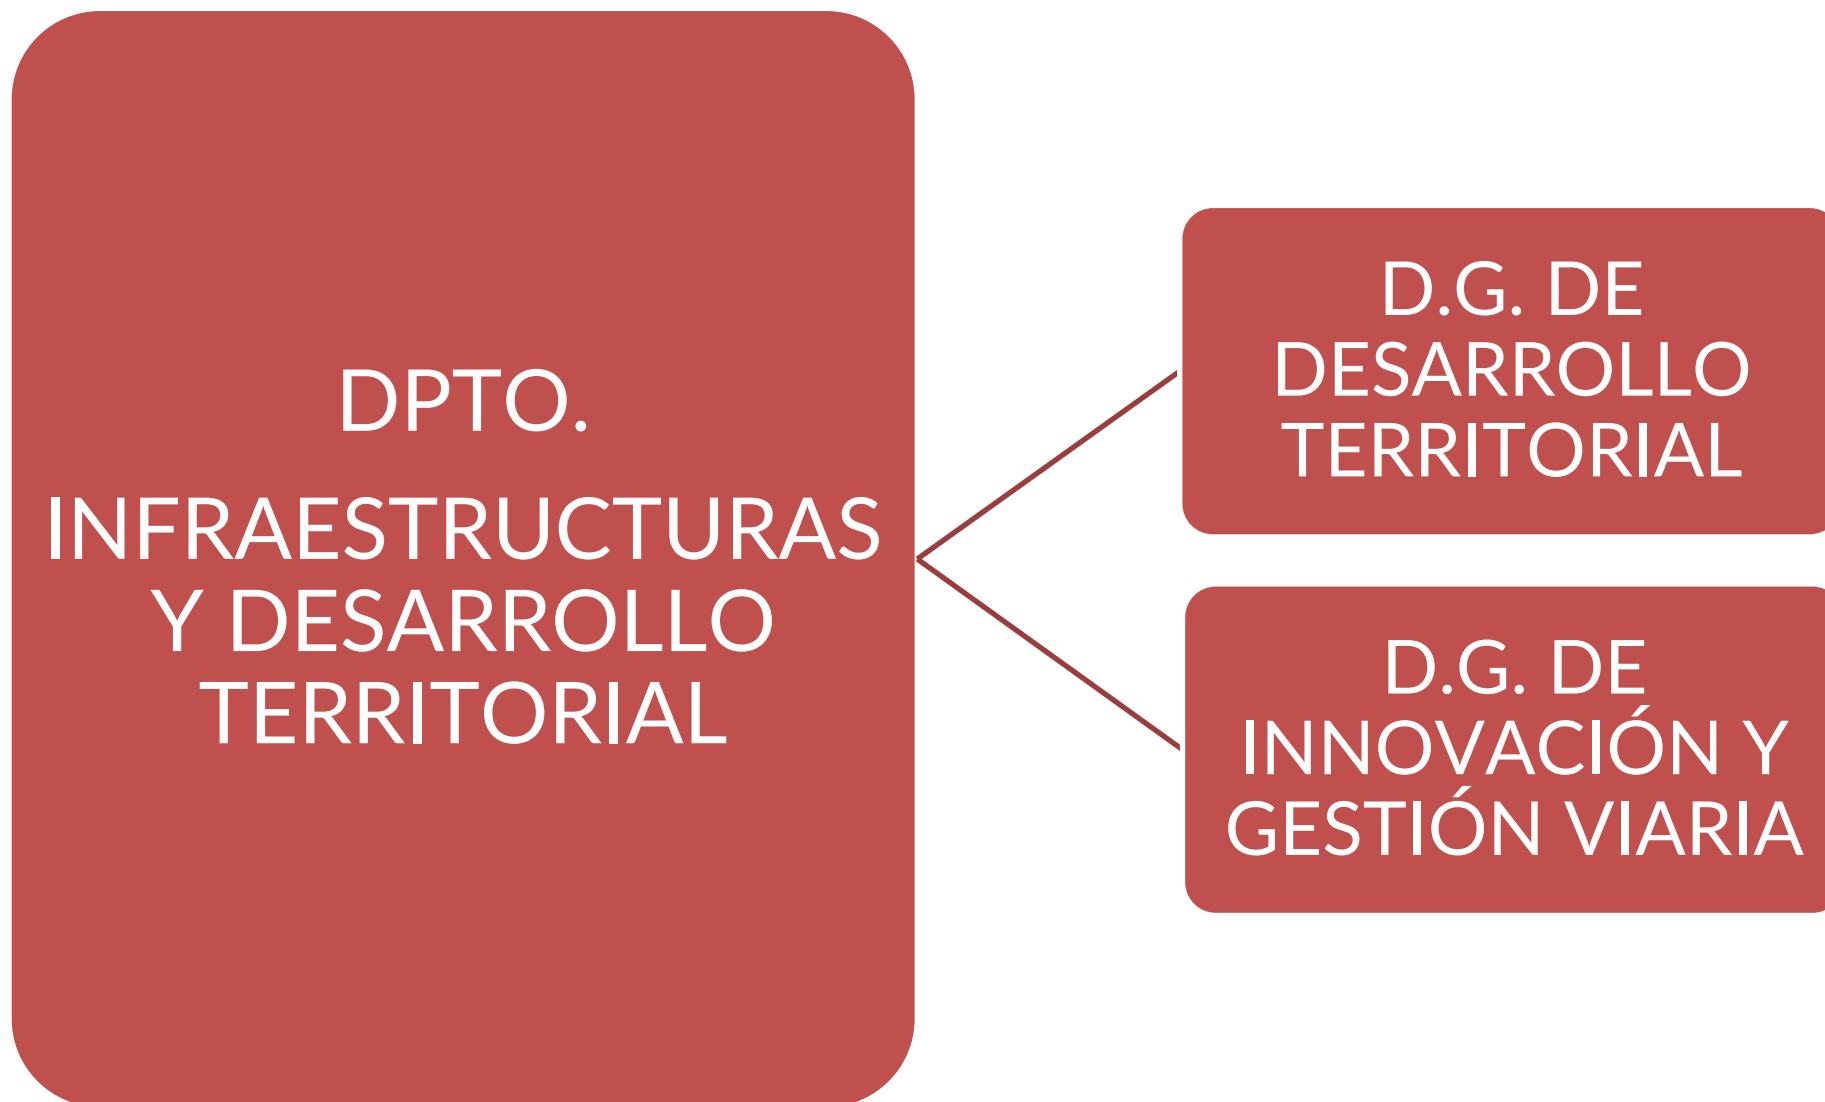 DPTO.
INFRAESTRUCTURAS
Y DESARROLLO
TERRITORIAL
D.G. DE
DESARROLLO
TERRITORIAL
D.G. DE
INNOVACIÓN Y
GESTIÓN VIARIA